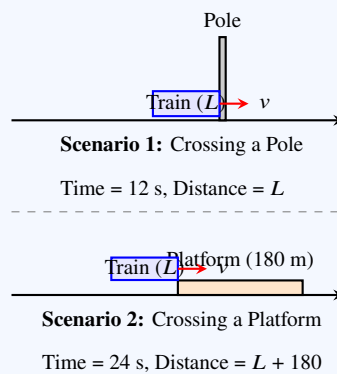 Pole
Train (L)
v
Scenario 1: Crossing a Pole
Time = 12 s, Distance = L
Platform (180 m)
Train (L)
v
Scenario 2: Crossing a Platform
Time = 24 s, Distance = L + 180